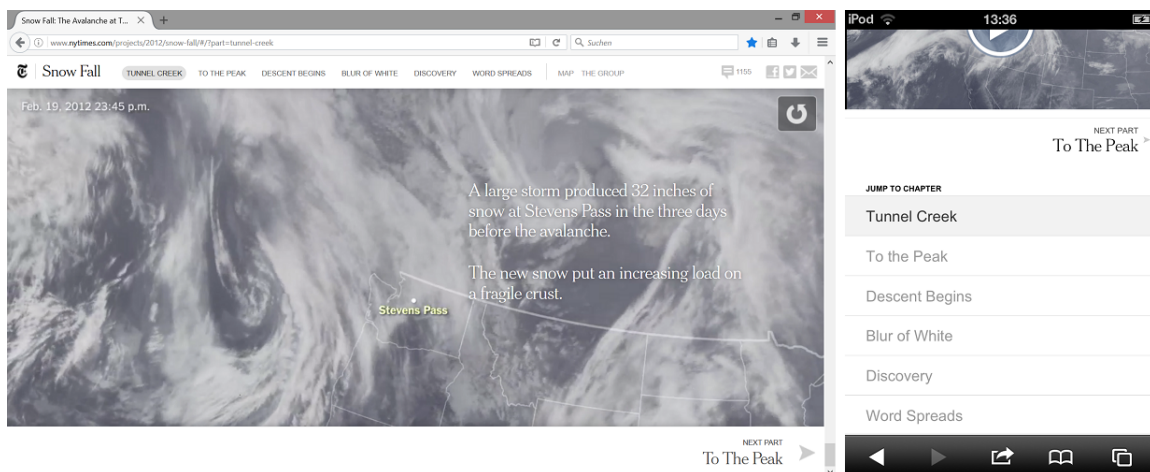 Snow Fall: The Avalanche at T...
www.nytimes.com/projects/2012/snow-fall/#/?part=tunnel-creek
Suchen
Snow Fall
TUNNEL CREEK
TO THE PEAK
DESCENT BEGINS
BLUR OF WHITE
DISCOVERY
WORD SPREADS
MAP
THE GROUP
1155
Feb. 19, 2012 23:45 p.m.
A large storm produced 32 inches of
snow at Stevens Pass in the three days
before the avalanche.
The new snow put an increasing load on
a fragile crust.
Stevens Pass
NEXT PART
To The Peak
iPod
13:36
NEXT PART
To The Peak
JUMP TO CHAPTER
Tunnel Creek
To the Peak
Descent Begins
Blur of White
Discovery
Word Spreads